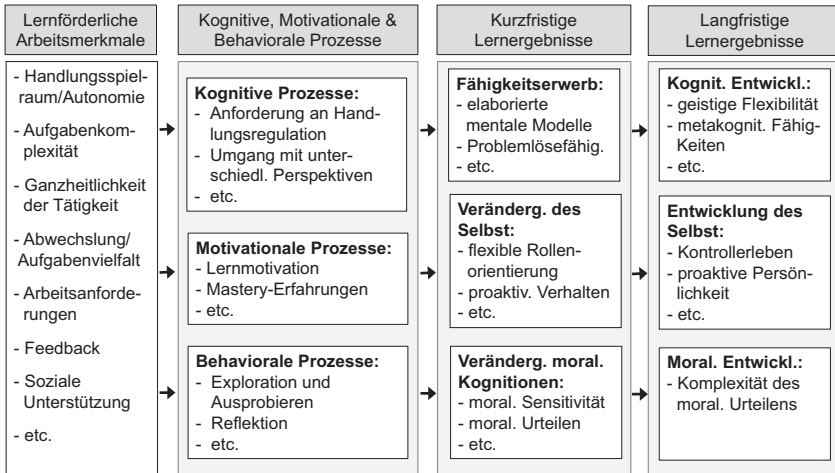 Lernförderliche
Arbeitsmerkmale
- Handlungsspiel-
raum/Autonomie
- Aufgabenkom-
plexität
- Ganzheitlichkeit
der Tätigkeit
- Abwechslung/
Aufgabenvielfalt
- Arbeitsanforde-
rungen
- Feedback
- Soziale
Unterstützung
- etc.
Kognitive, Motivationale &
Behaviorale Prozesse
Kognitive Prozesse:
- Anforderung an Hand-
lungsregulation
- Umgang mit unter-
schiedl. Perspektiven
- etc.
Motivationale Prozesse:
- Lernmotivation
- Mastery-Erfahrungen
- etc.
Behaviorale Prozesse:
- Exploration und
Ausprobieren
- Reflektion
- etc.
Kurzfristige
Lernergebnisse
Fähigkeitserwerb:
- elaborierte
mentale Modelle
- Problemlösefähig.
- etc.
Veränderg. des
Selbst:
- flexible Rollen-
orientierung
- proaktiv. Verhalten
- etc.
Veränderg. moral.
Kognitionen:
- moral. Sensitivität
- moral. Urteilen
- etc.
Langfristige
Lernergebnisse
Kognit. Entwickl.:
- geistige Flexibilität
- metakognit. Fähig-
Keiten
- etc.
Entwicklung des
Selbst:
- Kontrollerleben
- proaktive Persön-
lichkeit
- etc.
Moral. Entwickl.:
- Komplexität des
moral. Urteilens